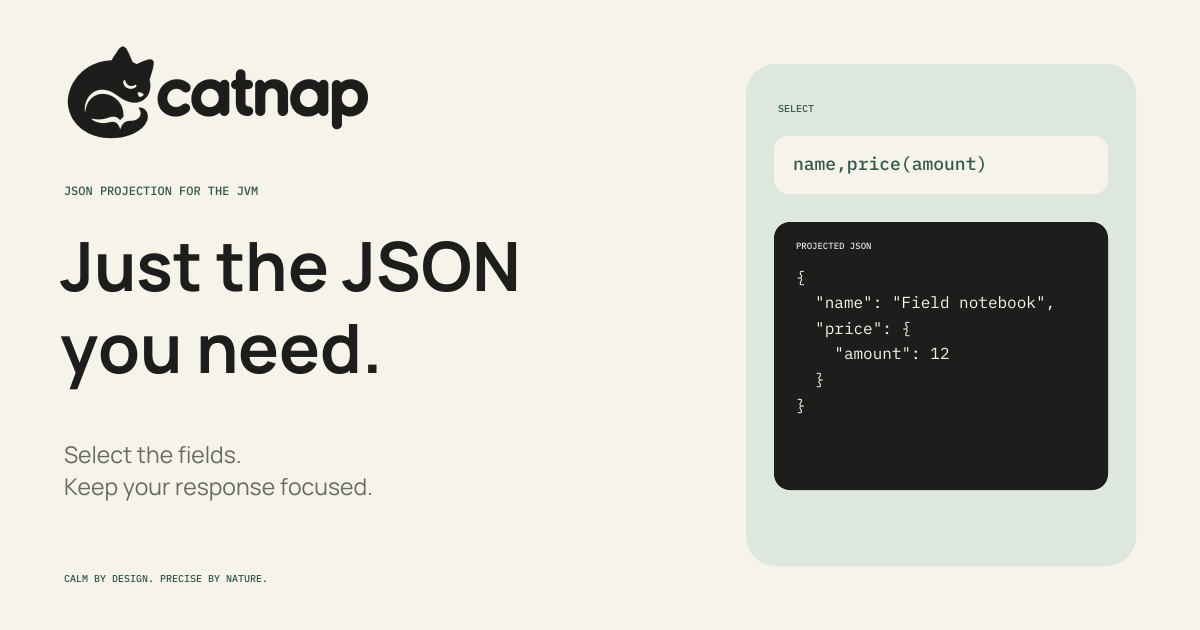 catnap
JSON PROJECTION FOR THE JVM
Just the JSON
you need.
Select the fields.
Keep your response focused.
CALM BY DESIGN. PRECISE BY NATURE.
SELECT
name,price(amount)
PROJECTED JSON
{
  "name": "Field notebook",
  "price": {
    "amount": 12
  }
}